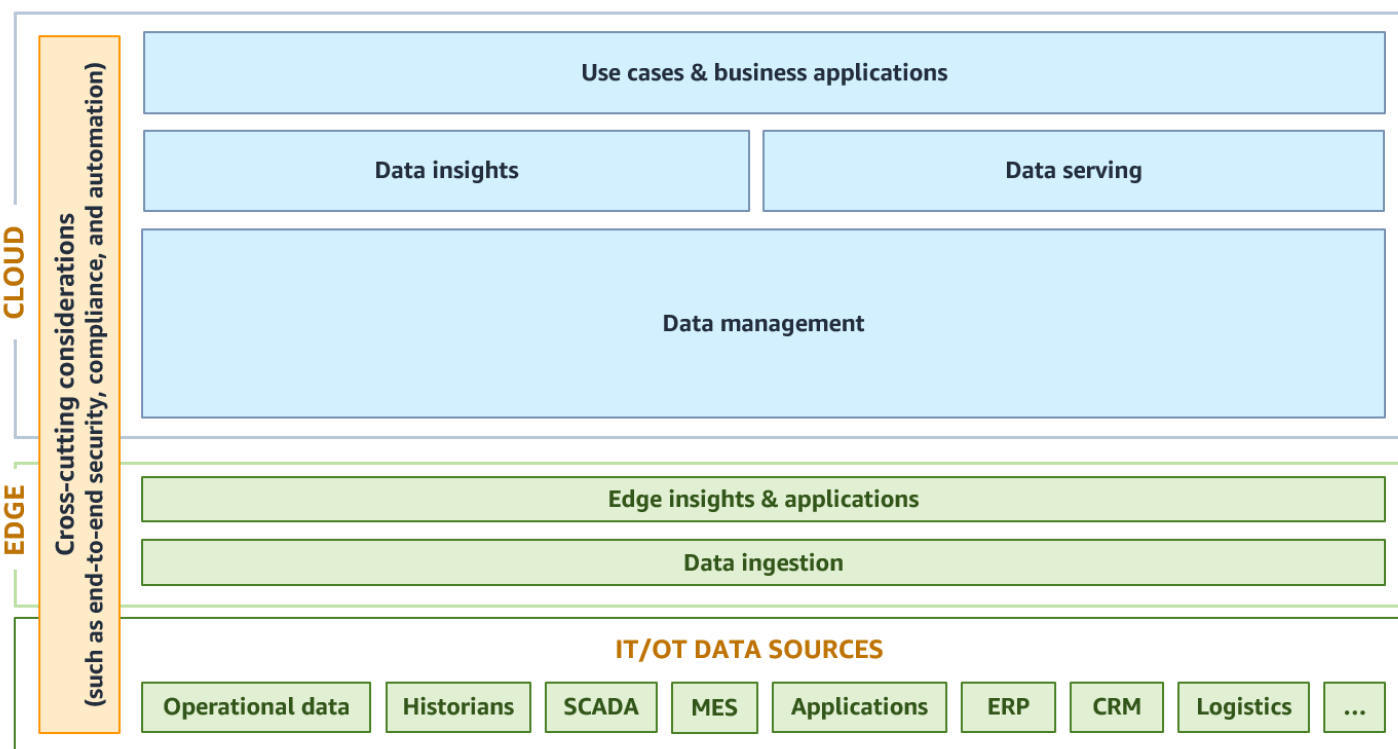 CLOUD
Cross-cutting considerations
(such as end-to-end security, compliance, and automation)
Use cases & business applications
Data insights
Data serving
Data management
EDGE
Edge insights & applications
Data ingestion
IT/OT DATA SOURCES
Operational data
Historians
SCADA
MES
Applications
ERP
CRM
Logistics
...